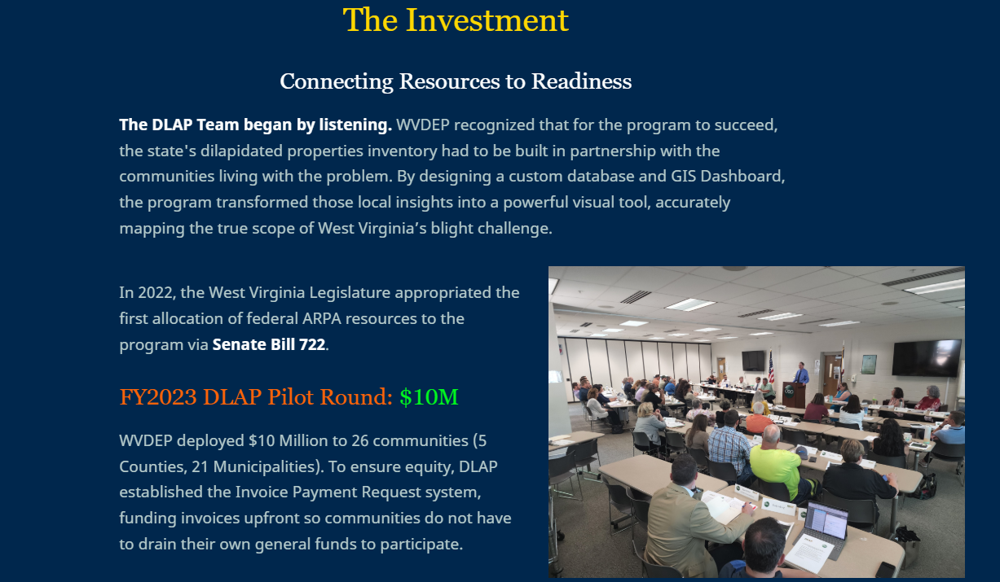 The Investment
Connecting Resources to Readiness
The DLAP Team began by listening. WVDEP recognized that for the program to succeed,
the state's dilapidated properties inventory had to be built in partnership with the
communities living with the problem. By designing a custom database and GIS Dashboard,
the program transformed those local insights into a powerful visual tool, accurately
mapping the true scope of West Virginia’s blight challenge.
In 2022, the West Virginia Legislature appropriated the
first allocation of federal ARPA resources to the
program via Senate Bill 722.
FY2023 DLAP Pilot Round: $10M
WVDEP deployed $10 Million to 26 communities (5
Counties, 21 Municipalities). To ensure equity, DLAP
established the Invoice Payment Request system,
funding invoices upfront so communities do not have
to drain their own general funds to participate.